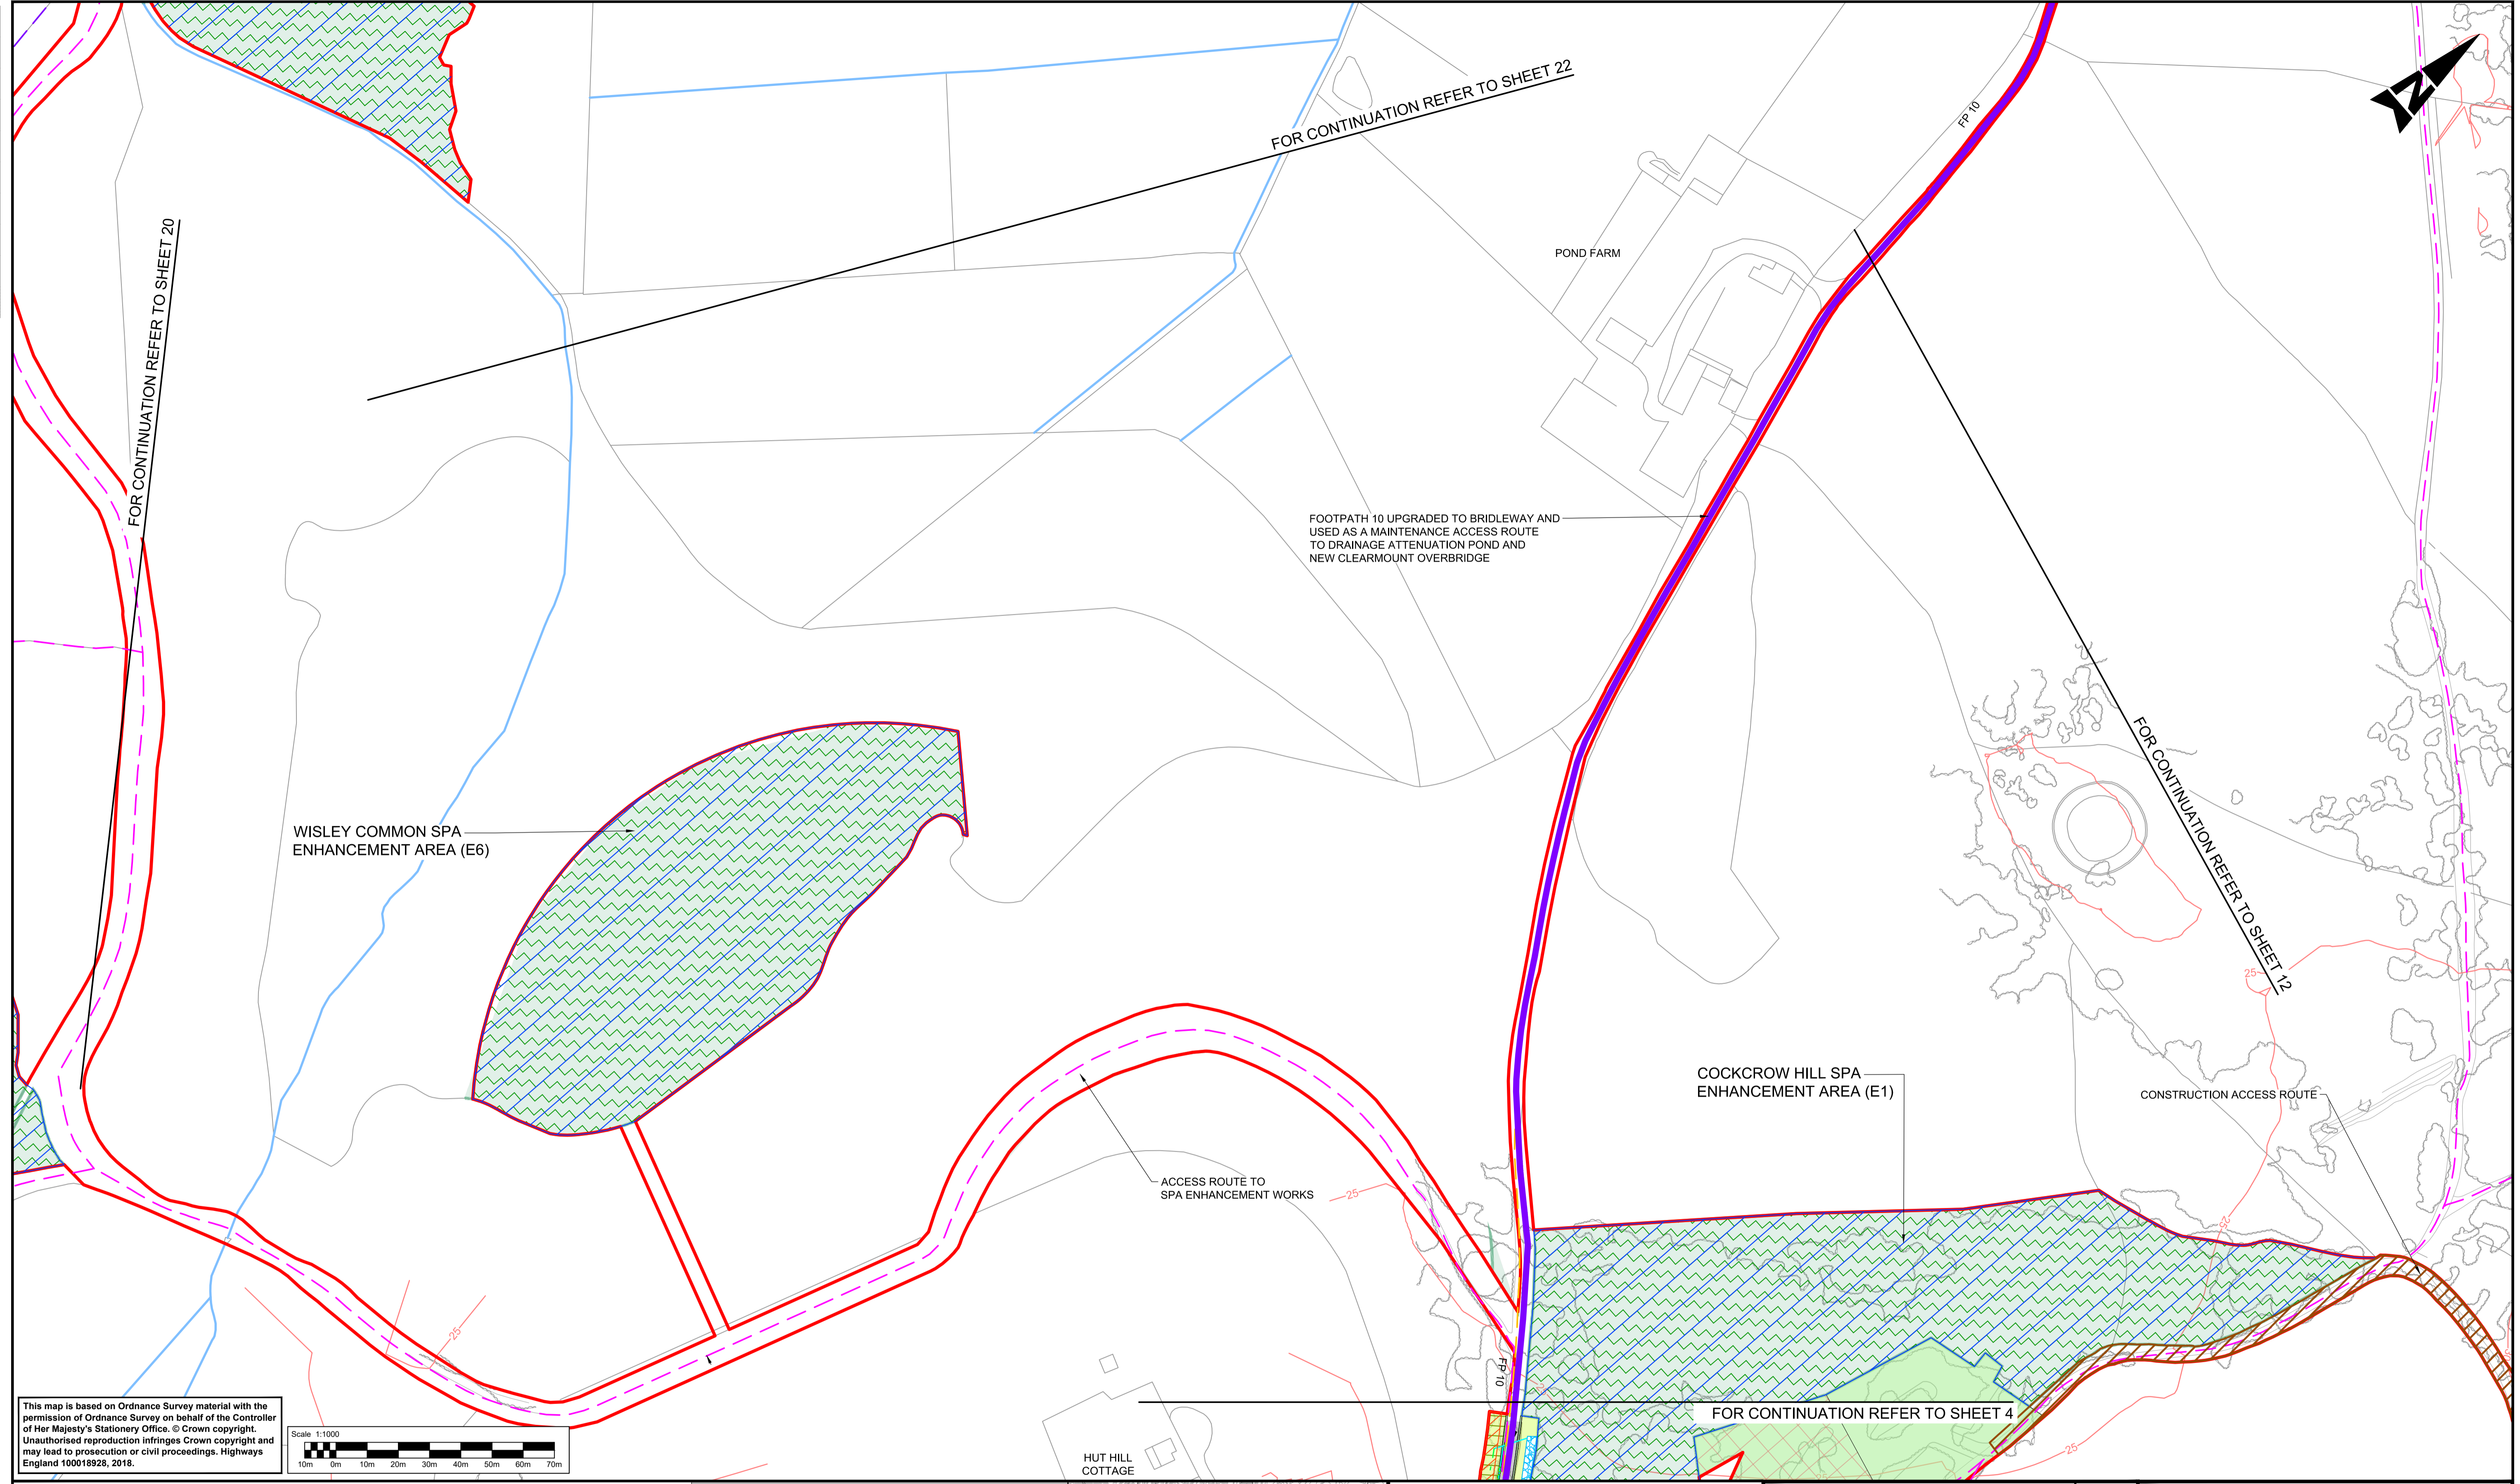 FOR CONTINUATION REFER TO SHEET 22
FP 10
N
FOR CONTINUATION REFER TO SHEET 20
POND FARM
FOOTPATH 10 UPGRADED TO BRIDLEWAY AND
USED AS A MAINTENANCE ACCESS ROUTE
TO DRAINAGE ATTENUATION POND AND
NEW CLEARMOUNT OVERBRIDGE
FOR CONTINUATION REFER TO SHEET 12
WISLEY COMMON SPA
ENHANCEMENT AREA (E6)
25
COCKCROW HILL SPA
ENHANCEMENT AREA (E1)
CONSTRUCTION ACCESS ROUTE
ACCESS ROUTE TO
SPA ENHANCEMENT WORKS
25
25
25
FP 10
FOR CONTINUATION REFER TO SHEET 4
25
HUT HILL
COTTAGE
This map is based on Ordnance Survey material with the
permission of Ordnance Survey on behalf of the Controller
of Her Majesty's Stationery Office. © Crown copyright.
Unauthorised reproduction infringes Crown copyright and
may lead to prosecution or civil proceedings. Highways
England 100018928, 2018.
Scale 1:1000
10m 0m 10m 20m 30m 40m 50m 60m 70m